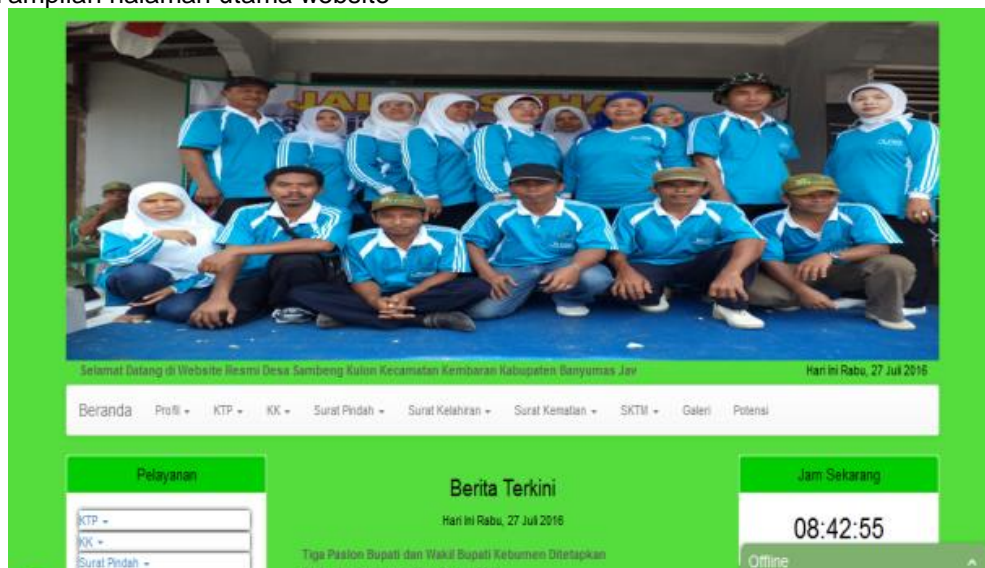 Tampilan halaman utama website
JALAN SEHAT
Selamat Datang di Website Resmi Desa Sambeng Kulon Kecamatan Kembaran Kabupaten Banyumas Jav
Hari Ini Rabu, 27 Juli 2016
Beranda Profil KTP KK Surat Pindah Surat Kelahiran Surat Kematian SKTM Galeri Potensi
Pelayanan
KTP
KK
Surat Pindah
Berita Terkini
Hari Ini Rabu, 27 Juli 2016
Tiga Paslon Bupati dan Wakil Bupati Kebumen Ditetapkan
Jam Sekarang
08:42:55
Offline